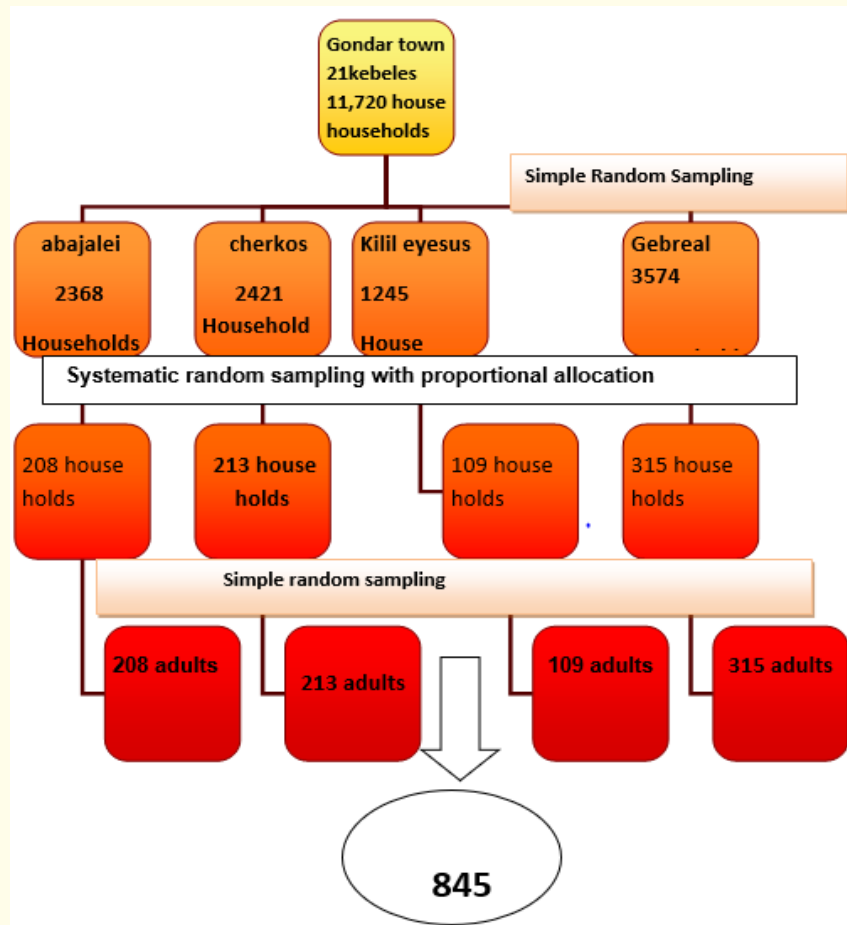 Gondar town
21kebeles
11,720 house
households
Simple Random Sampling
abajalei
2368
Households
cherkos
2421
Household
Kilil eyesus
1245
House
Gebreal
3574
Systematic random sampling with proportional allocation
208 house
holds
213 house
holds
109 house
holds
315 house
holds
Simple random sampling
208 adults
213 adults
109 adults
315 adults
845